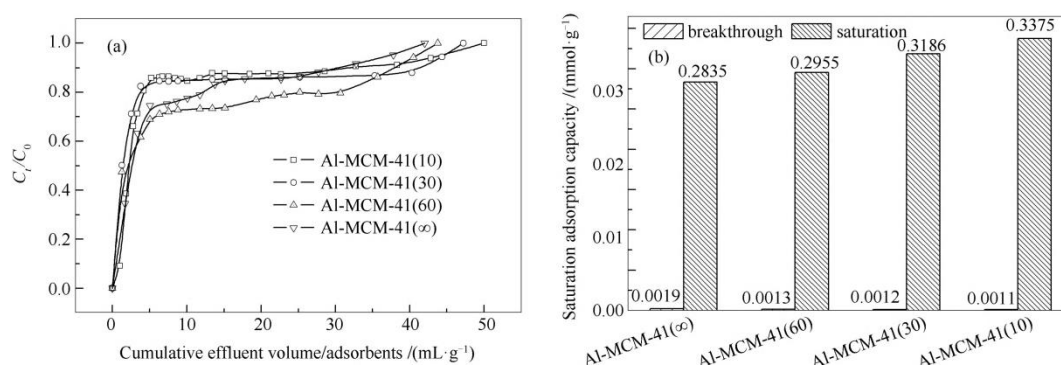 (a)
C_t/C_0
1.0
0.8
0.6
0.4
0.2
0.0
Al-MCM-41(10)
Al-MCM-41(30)
Al-MCM-41(60)
Al-MCM-41(∞)
0 10 20 30 40 50
Cumulative effluent volume/adsorbents /(mL·g⁻¹)
(b)
breakthrough saturation
Saturation adsorption capacity /(mmol·g⁻¹)
0.03
0.02
0.01
0.00
0.2835
0.2955
0.3186
0.3375
0.0019
0.0013
0.0012
0.0011
Al-MCM-41(∞)
Al-MCM-41(60)
Al-MCM-41(30)
Al-MCM-41(10)